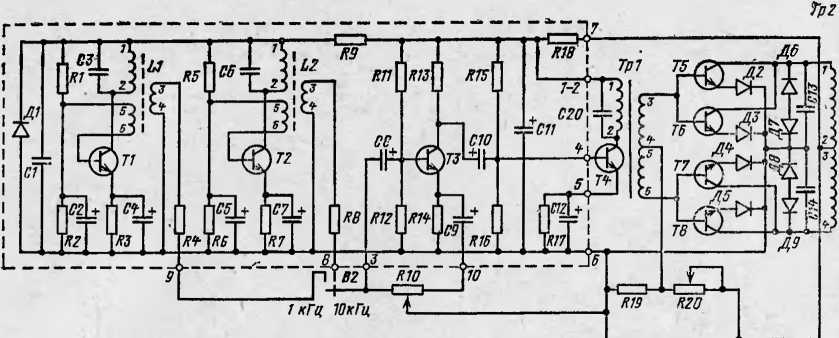 Тр2
7
R9
R18
C3
1
2
L1
3
4
5
6
R1
R5
C6
1
2
L2
3
4
5
6
R11
R13
R15
C11
1-2
Тр1
1
2
C20
3
4
5
6
T5
Д6
Д2
C13
1
2
3
4
T6
Д3
Д7
Д1
C1
T1
T2
C8
T3
C10
4
T4
T7
Д4
Д8
5
T8
Д5
C14
Д9
C2
C4
R2
R3
R4
C5
C7
R6
R7
R8
R12
R14
C9
R16
C12
R17
6
9
8
B2
3
R10
10
1 кГц
10кГц
R19
R20